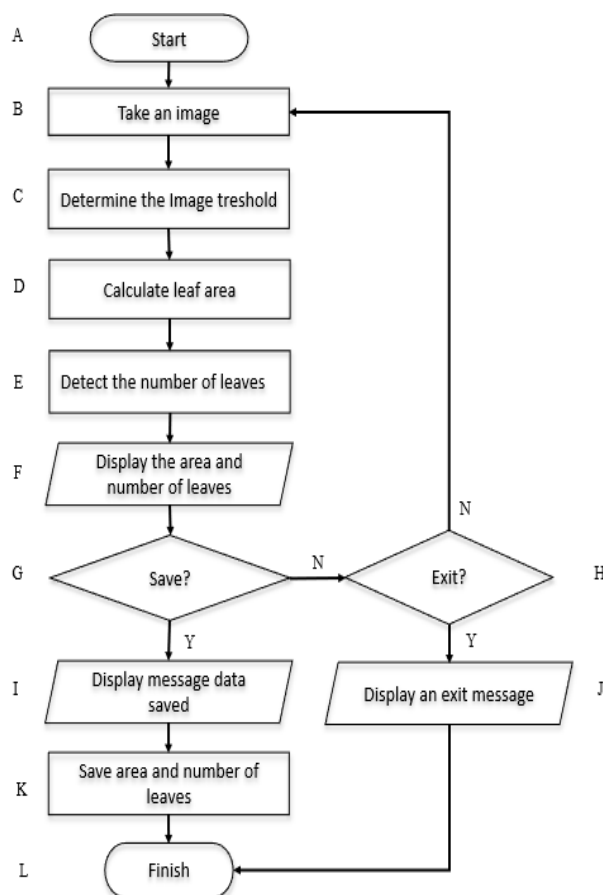 A
Start
B
Take an image
C
Determine the Image treshold
D
Calculate leaf area
E
Detect the number of leaves
F
Display the area and
number of leaves
N
G
Save?
N
Exit?
H
Y
Y
I
Display message data
saved
Display an exit message
J
K
Save area and number of
leaves
L
Finish